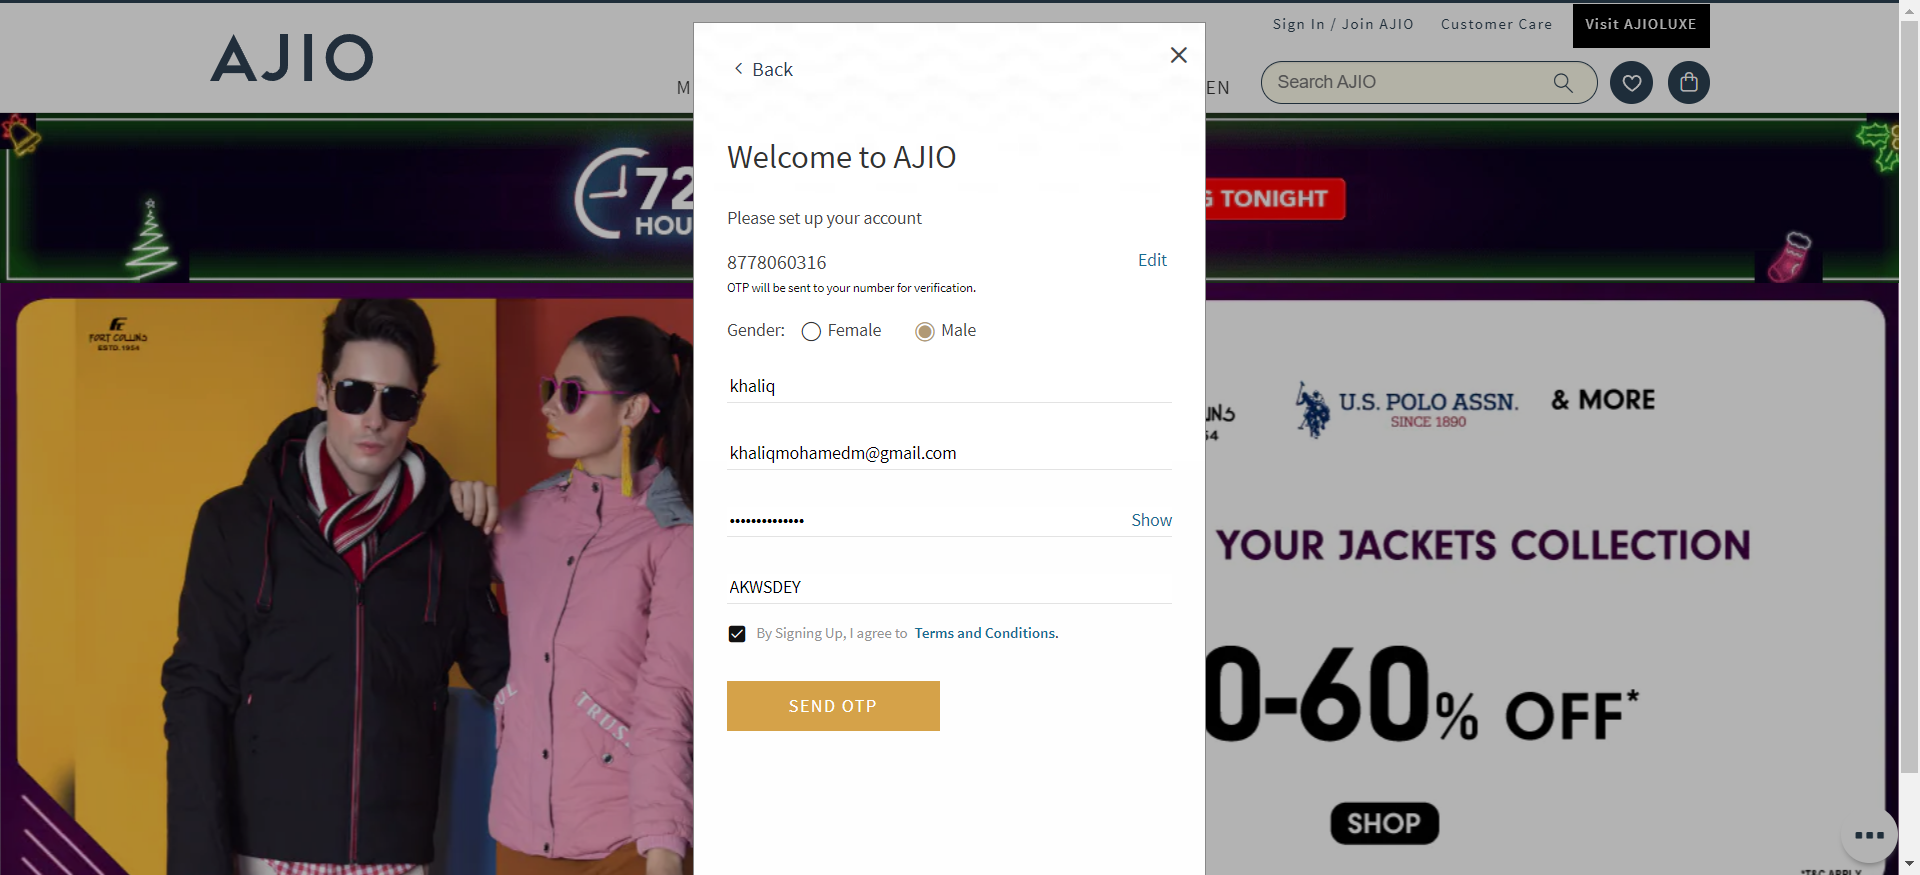 AJIO
Sign In / Join AJIO
Customer Care
Visit AJIOLUXE
M
EN
Search AJIO
Back
Welcome to AJIO
Please set up your account
8778060316
Edit
OTP will be sent to your number for verification.
Gender:
Female
Male
khaliq
khaliqmohamedm@gmail.com
••••••••••••••
Show
AKWSDEY
By Signing Up, I agree to Terms and Conditions.
SEND OTP
72
HOU
G TONIGHT
FORT COLLINS
ESTD.1954
TRUS.
U.S. POLO ASSN.
SINCE 1890
& MORE
YOUR JACKETS COLLECTION
0-60% OFF*
SHOP
*T&C APPLY